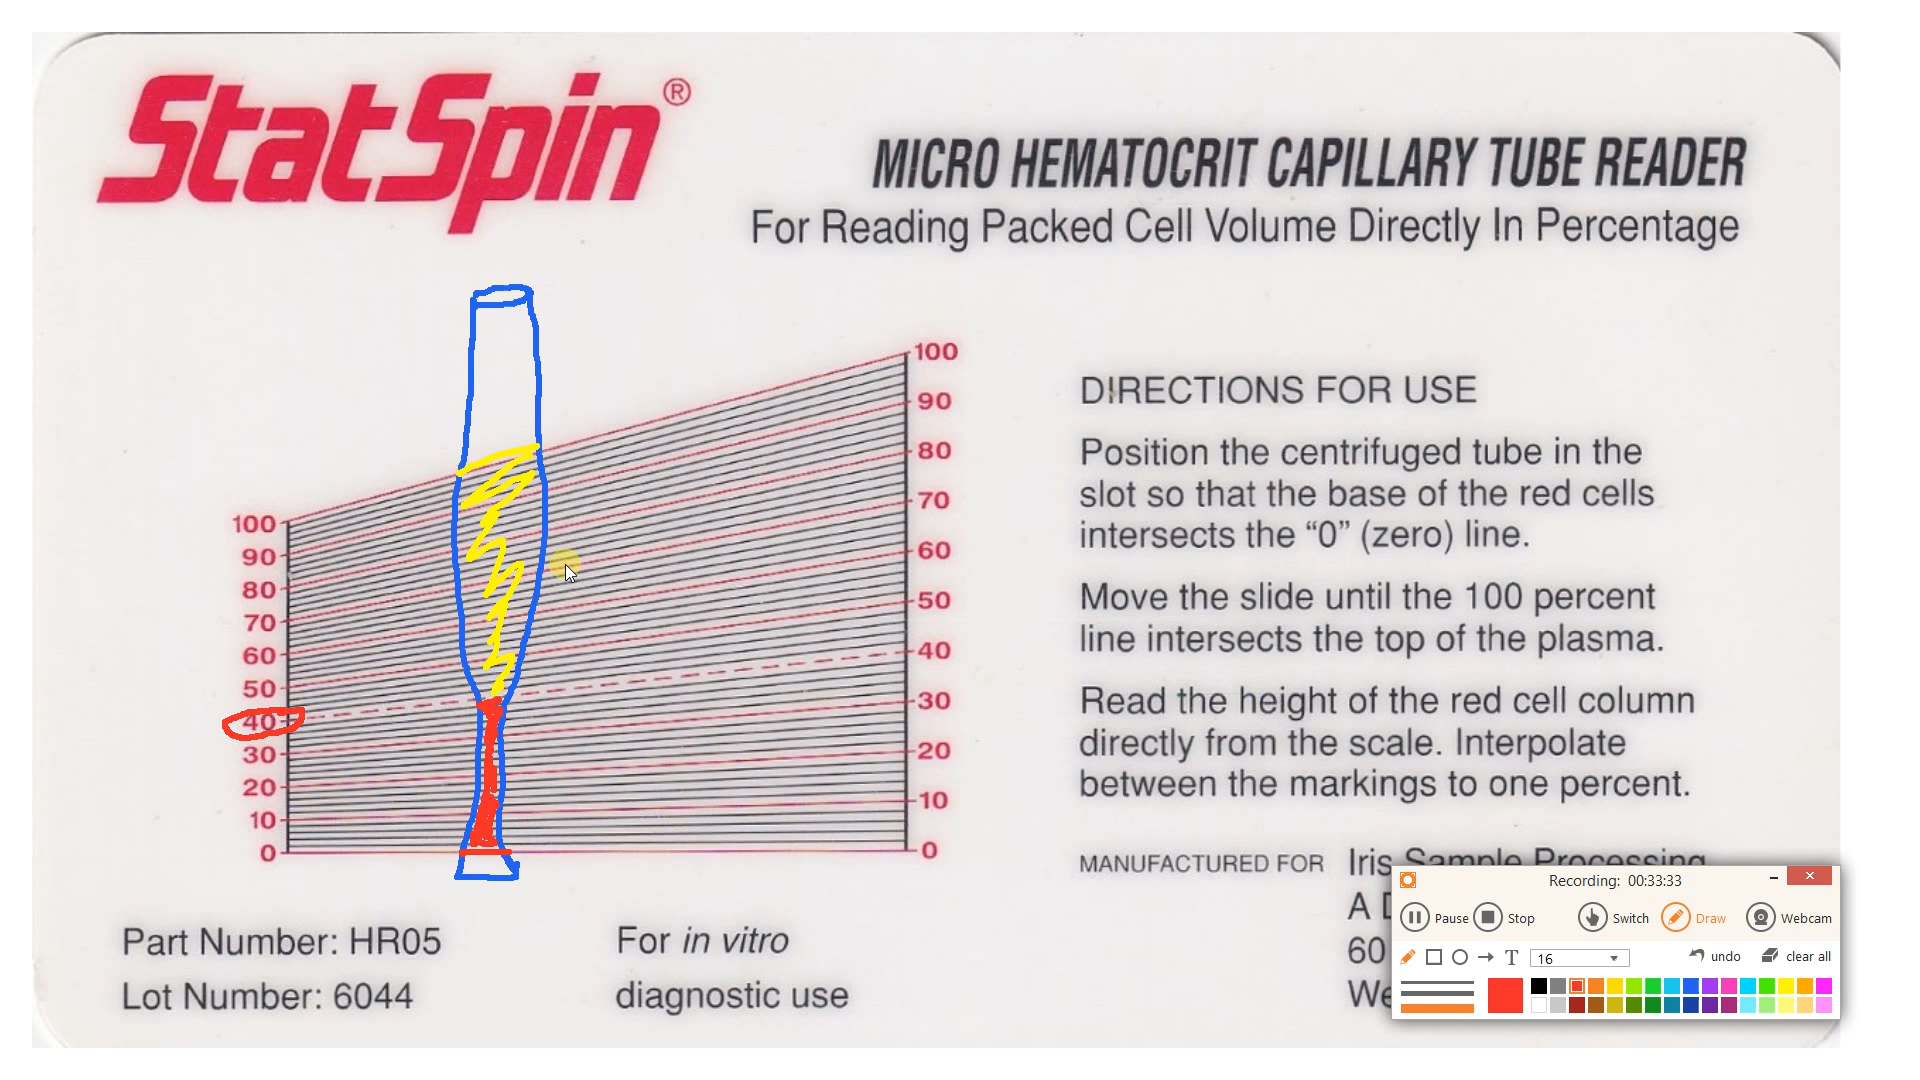 StatSpin®
MICRO HEMATOCRIT CAPILLARY TUBE READER
For Reading Packed Cell Volume Directly In Percentage
100
90
80
70
60
50
40
30
20
10
0
100
90
80
70
60
50
40
30
20
10
0
DIRECTIONS FOR USE
Position the centrifuged tube in the
slot so that the base of the red cells
intersects the “0” (zero) line.
Move the slide until the 100 percent
line intersects the top of the plasma.
Read the height of the red cell column
directly from the scale. Interpolate
between the markings to one percent.
MANUFACTURED FOR Iris Sample Processing
A
60
We
Part Number: HR05
Lot Number: 6044
For in vitro
diagnostic use
Recording: 00:33:33
Pause Stop Switch Draw Webcam
T 16 undo clear all